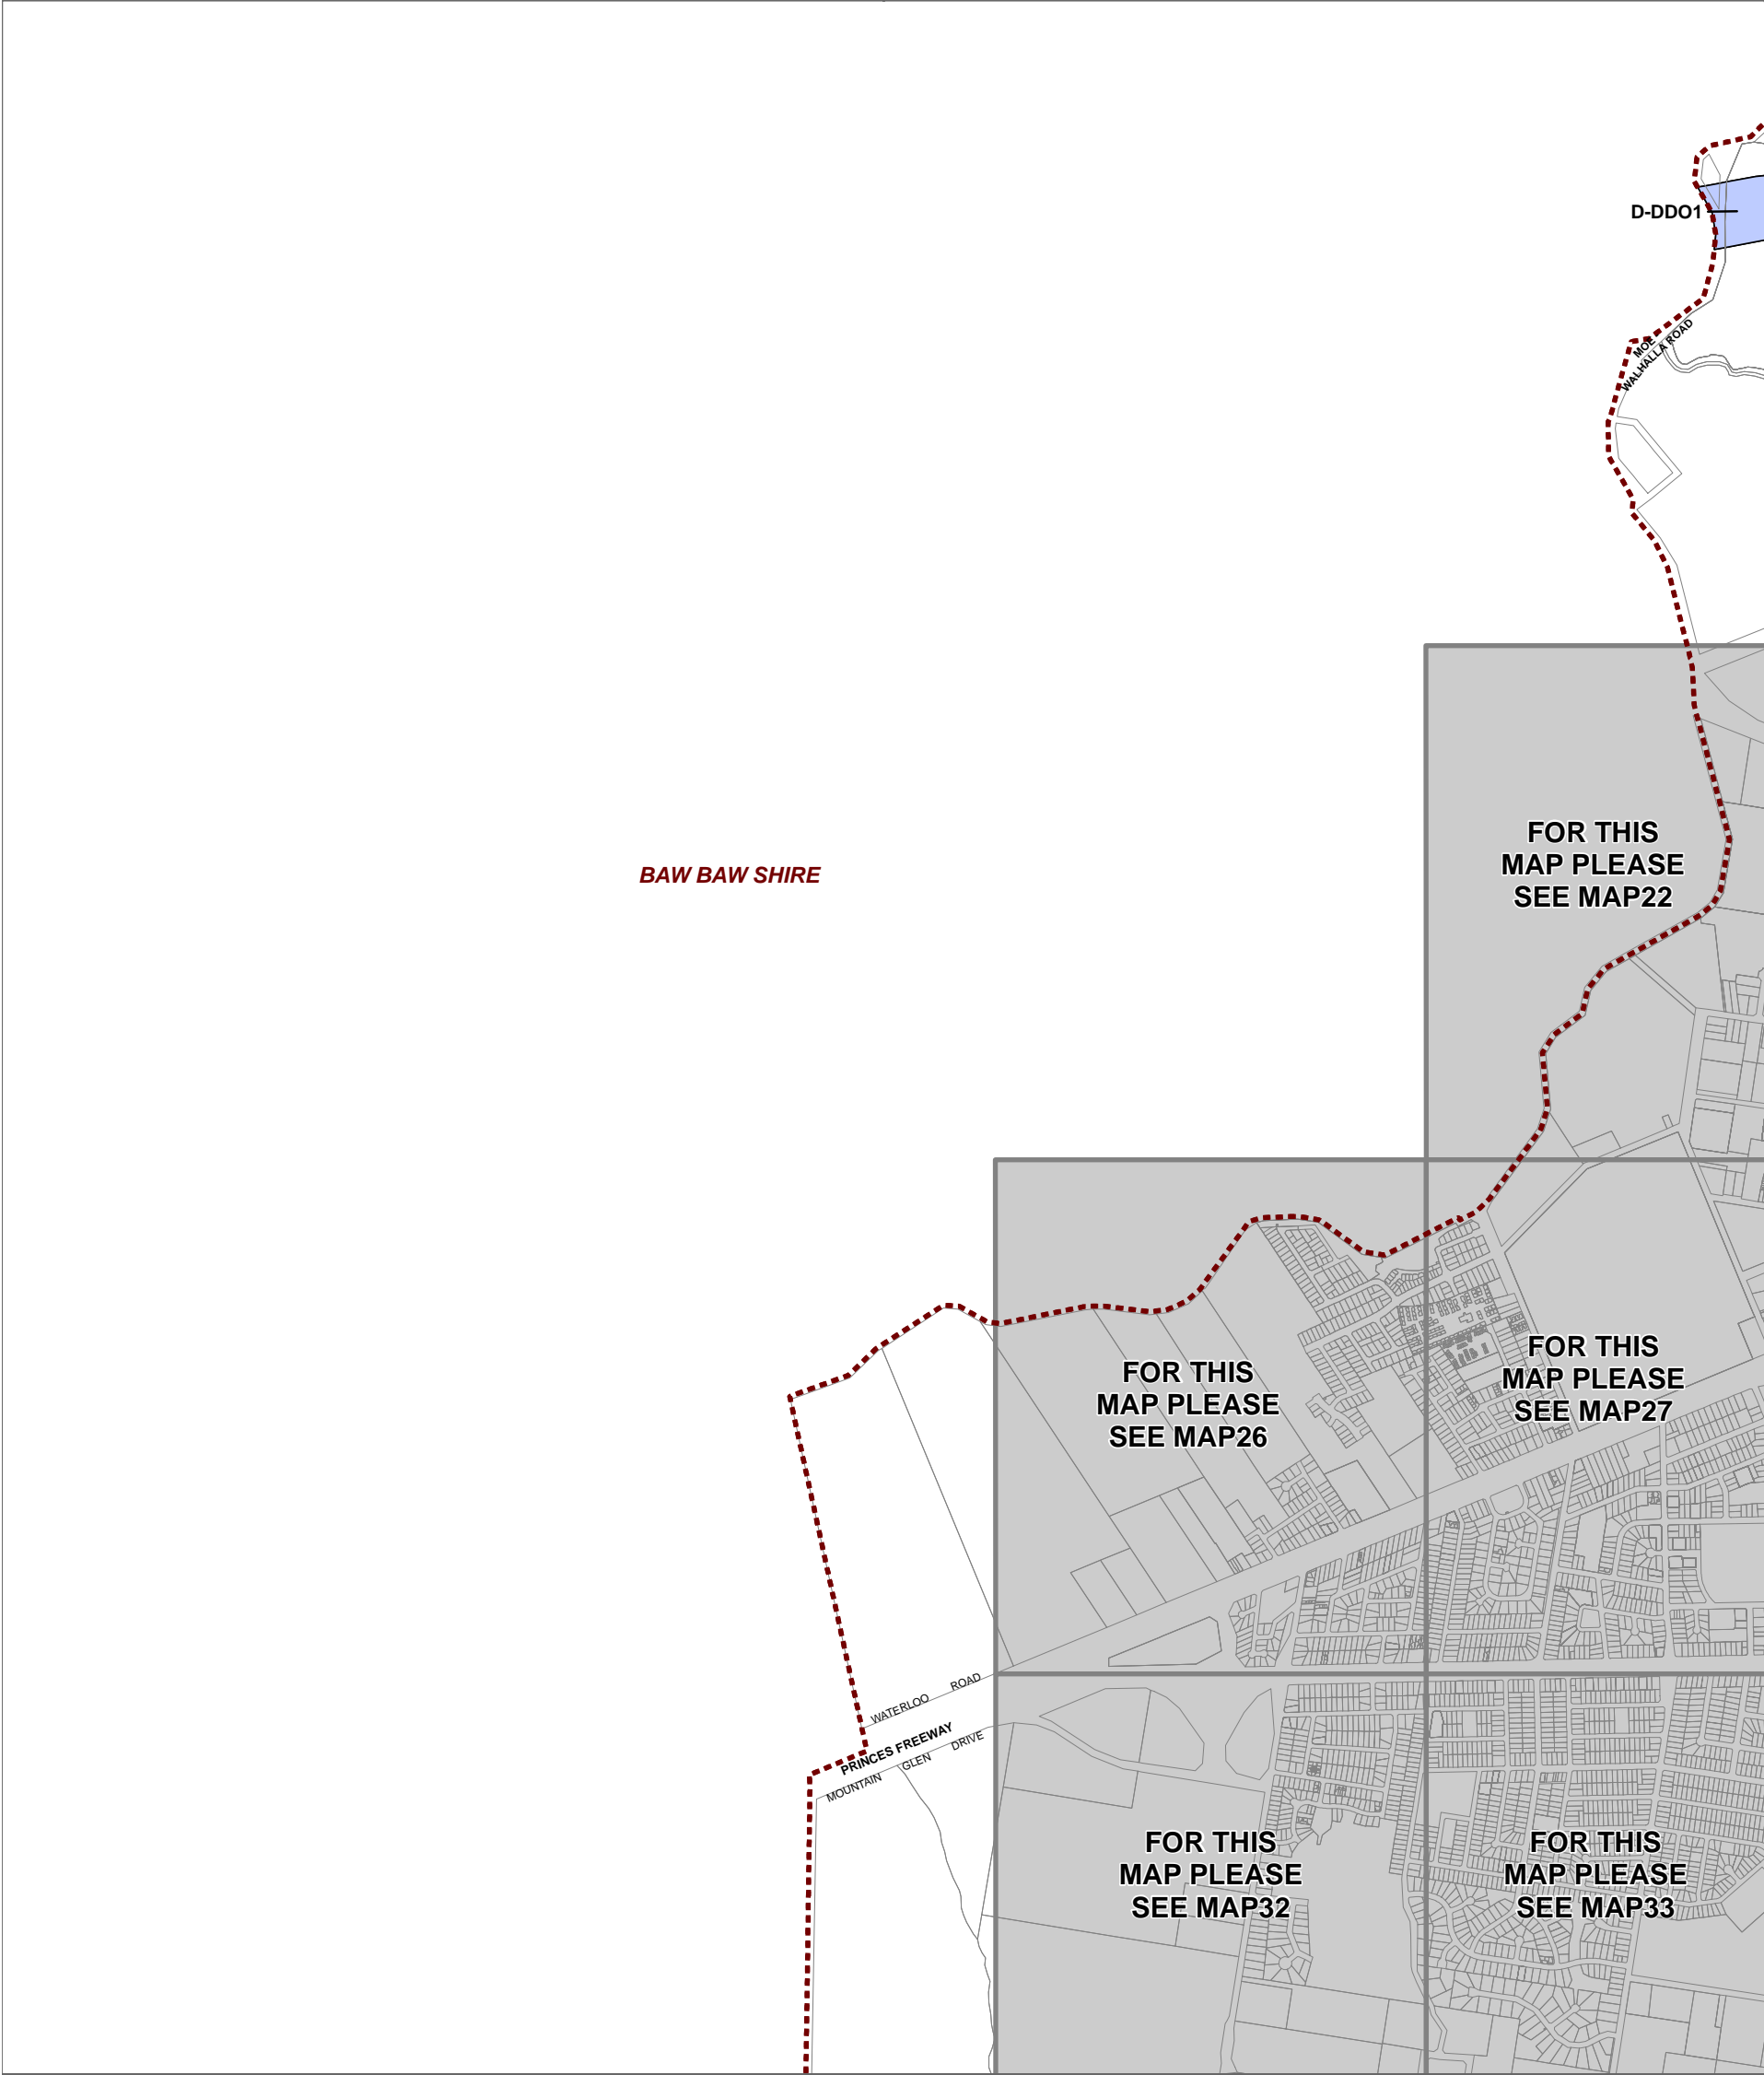 D-DDO1
MOE
WALHALLA ROAD
FOR THIS
MAP PLEASE
SEE MAP22
BAW BAW SHIRE
FOR THIS
MAP PLEASE
SEE MAP26
FOR THIS
MAP PLEASE
SEE MAP27
WATERLOO ROAD
PRINCES FREEWAY
MOUNTAIN GLEN DRIVE
FOR THIS
MAP PLEASE
SEE MAP32
FOR THIS
MAP PLEASE
SEE MAP33